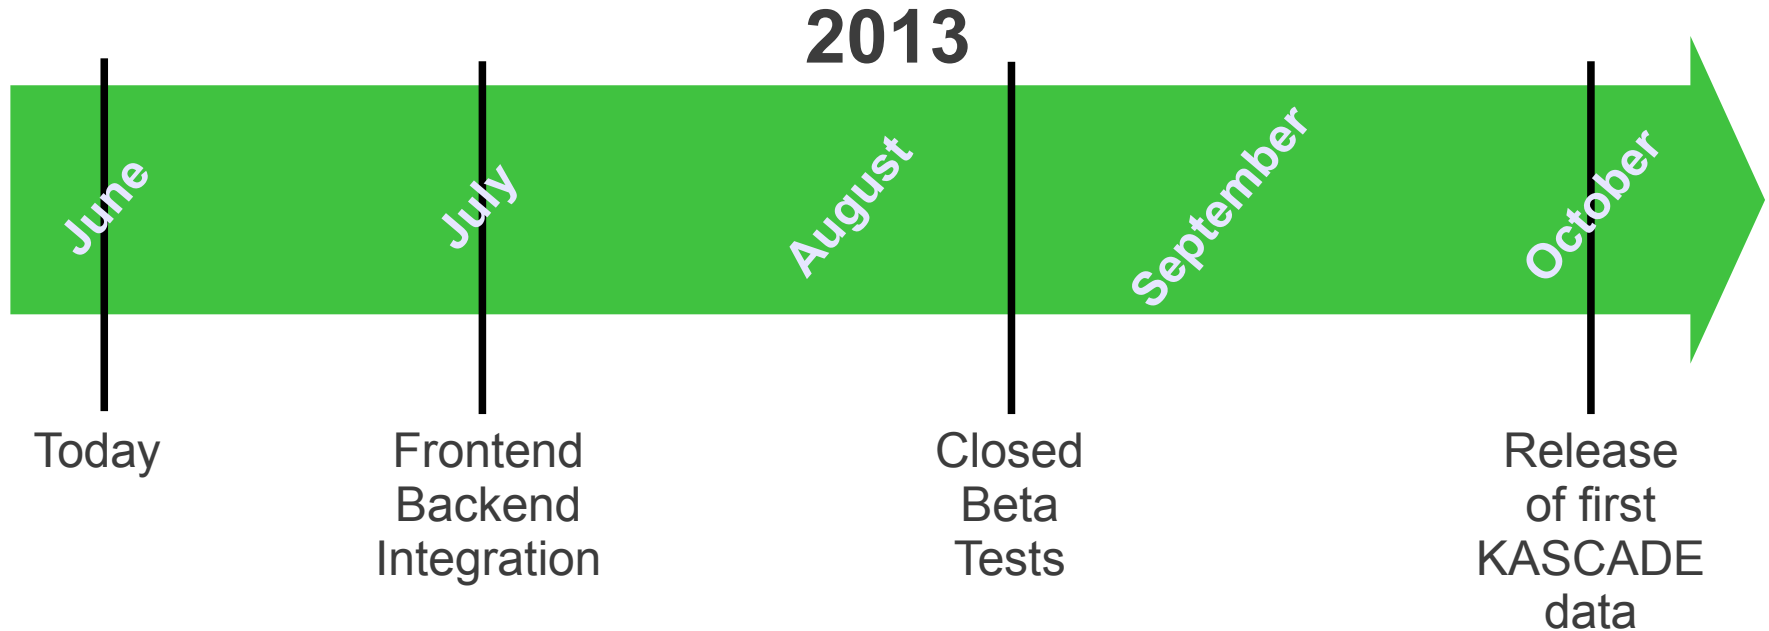 2013
June
July
August
September
October
Today
Frontend
Backend
Integration
Closed
Beta
Tests
Release
of first
KASCADE
data